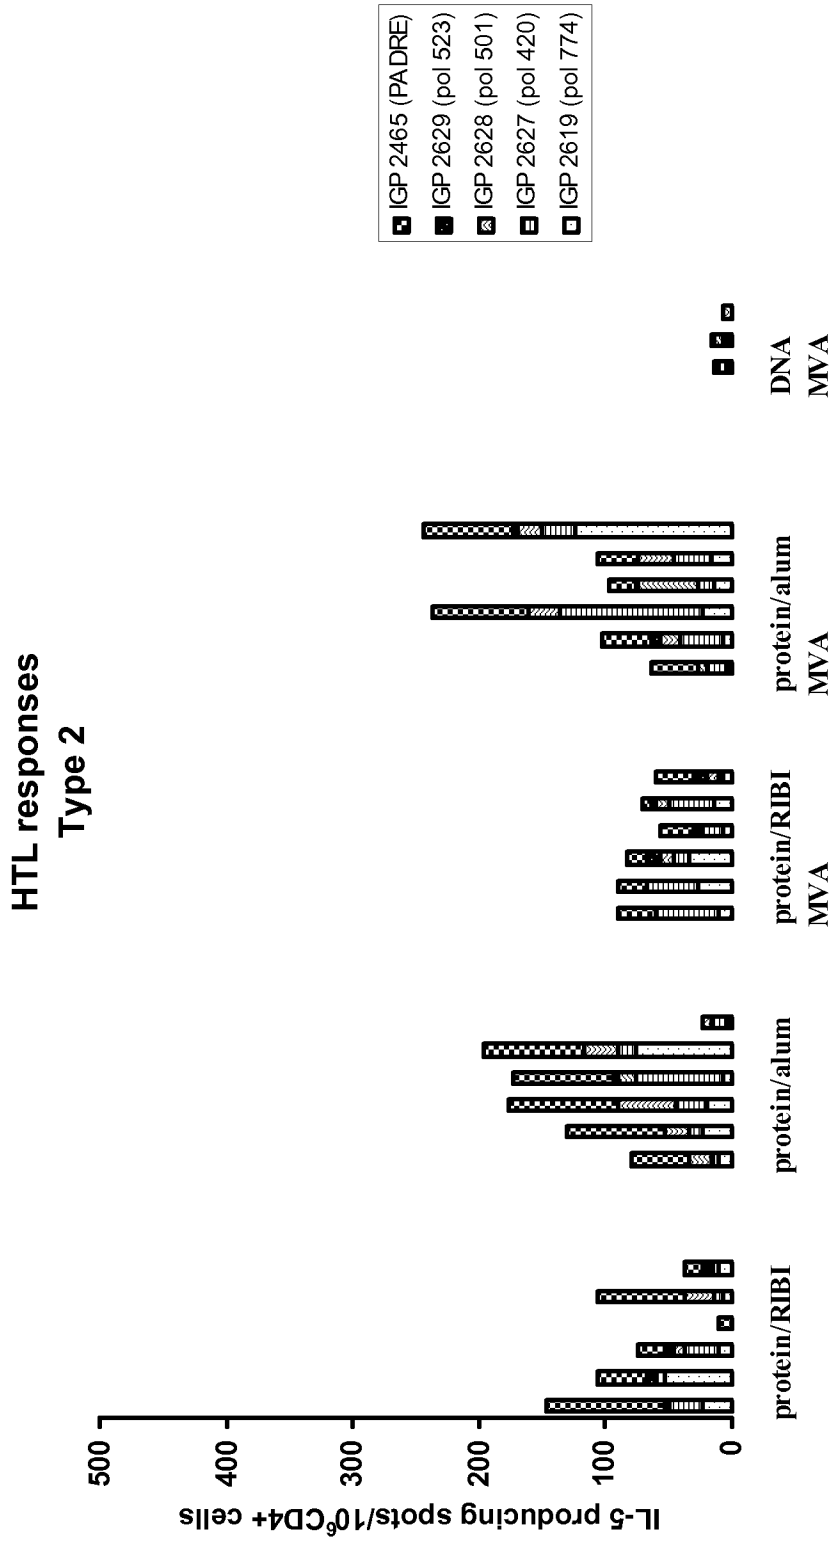 HTL responses
Type 2
IL-5 producing spots/10⁶CD4+ cells
500
400
300
200
100
0
protein/RIBI
protein/alum
protein/RIBI
MVA
protein/alum
MVA
DNA
MVA
IGP 2465 (PADRE)
IGP 2629 (pol 523)
IGP 2628 (pol 501)
IGP 2627 (pol 420)
IGP 2619 (pol 774)